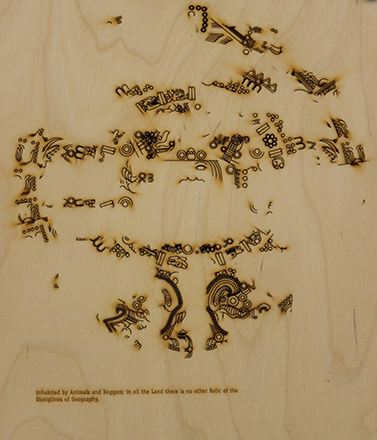 Inhabited by Animals and Beggars; in all the Land there is no other Relic of the
Disciplines of Geography.